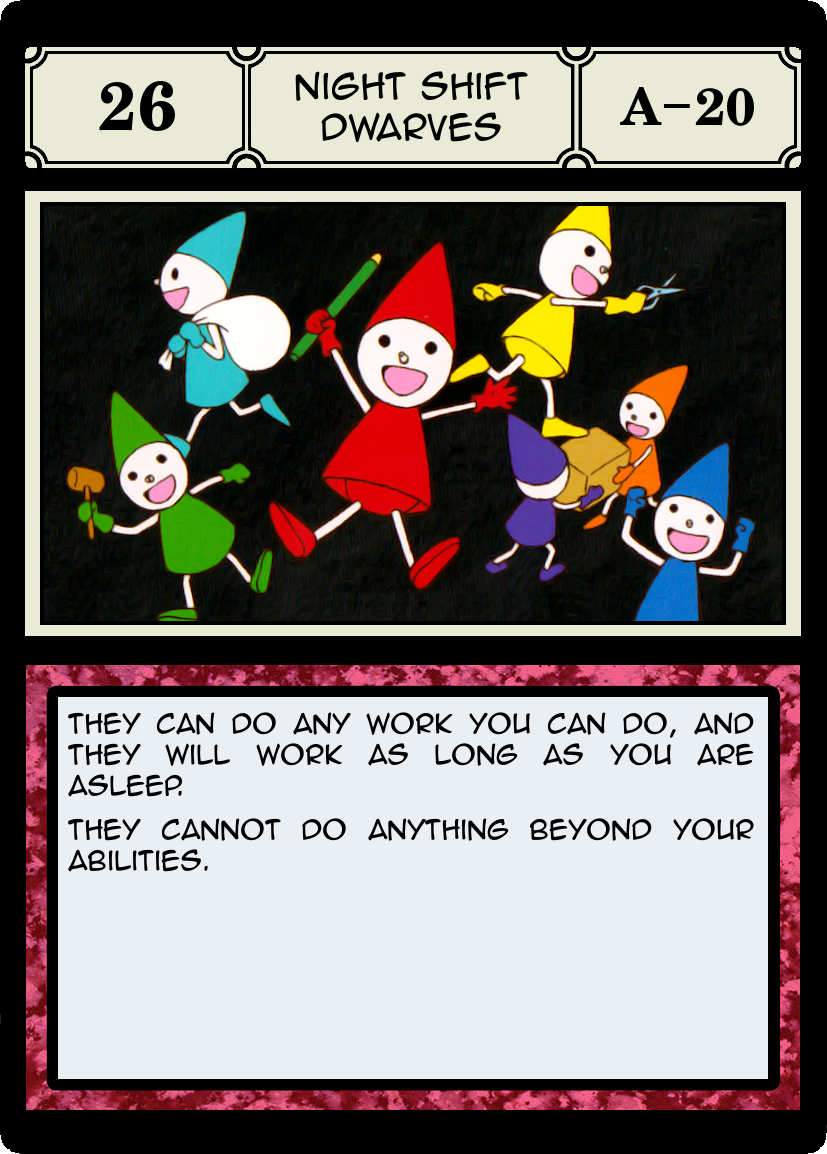 26
NIGHT SHIFT
DWARVES
A-20
THEY CAN DO ANY WORK YOU CAN DO, AND
THEY WILL WORK AS LONG AS YOU ARE
ASLEEP.
THEY CANNOT DO ANYTHING BEYOND YOUR
ABILITIES.